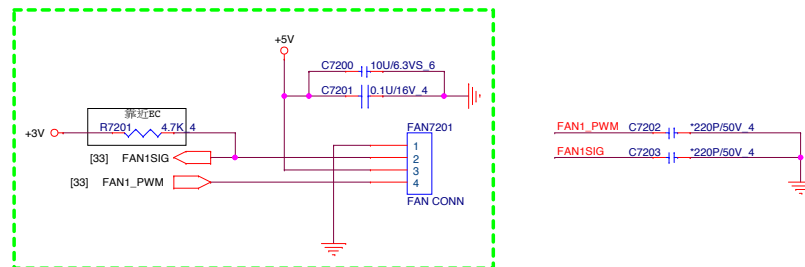 +5V
C7200 10U/6.3VS_6
C7201 0.1U/16V_4
靠近EC
+3V R7201 4.7K_4
FAN7201
1
[33] FAN1SIG 2
3
[33] FAN1_PWM 4
FAN CONN
FAN1_PWM C7202 *220P/50V_4
FAN1SIG C7203 *220P/50V_4